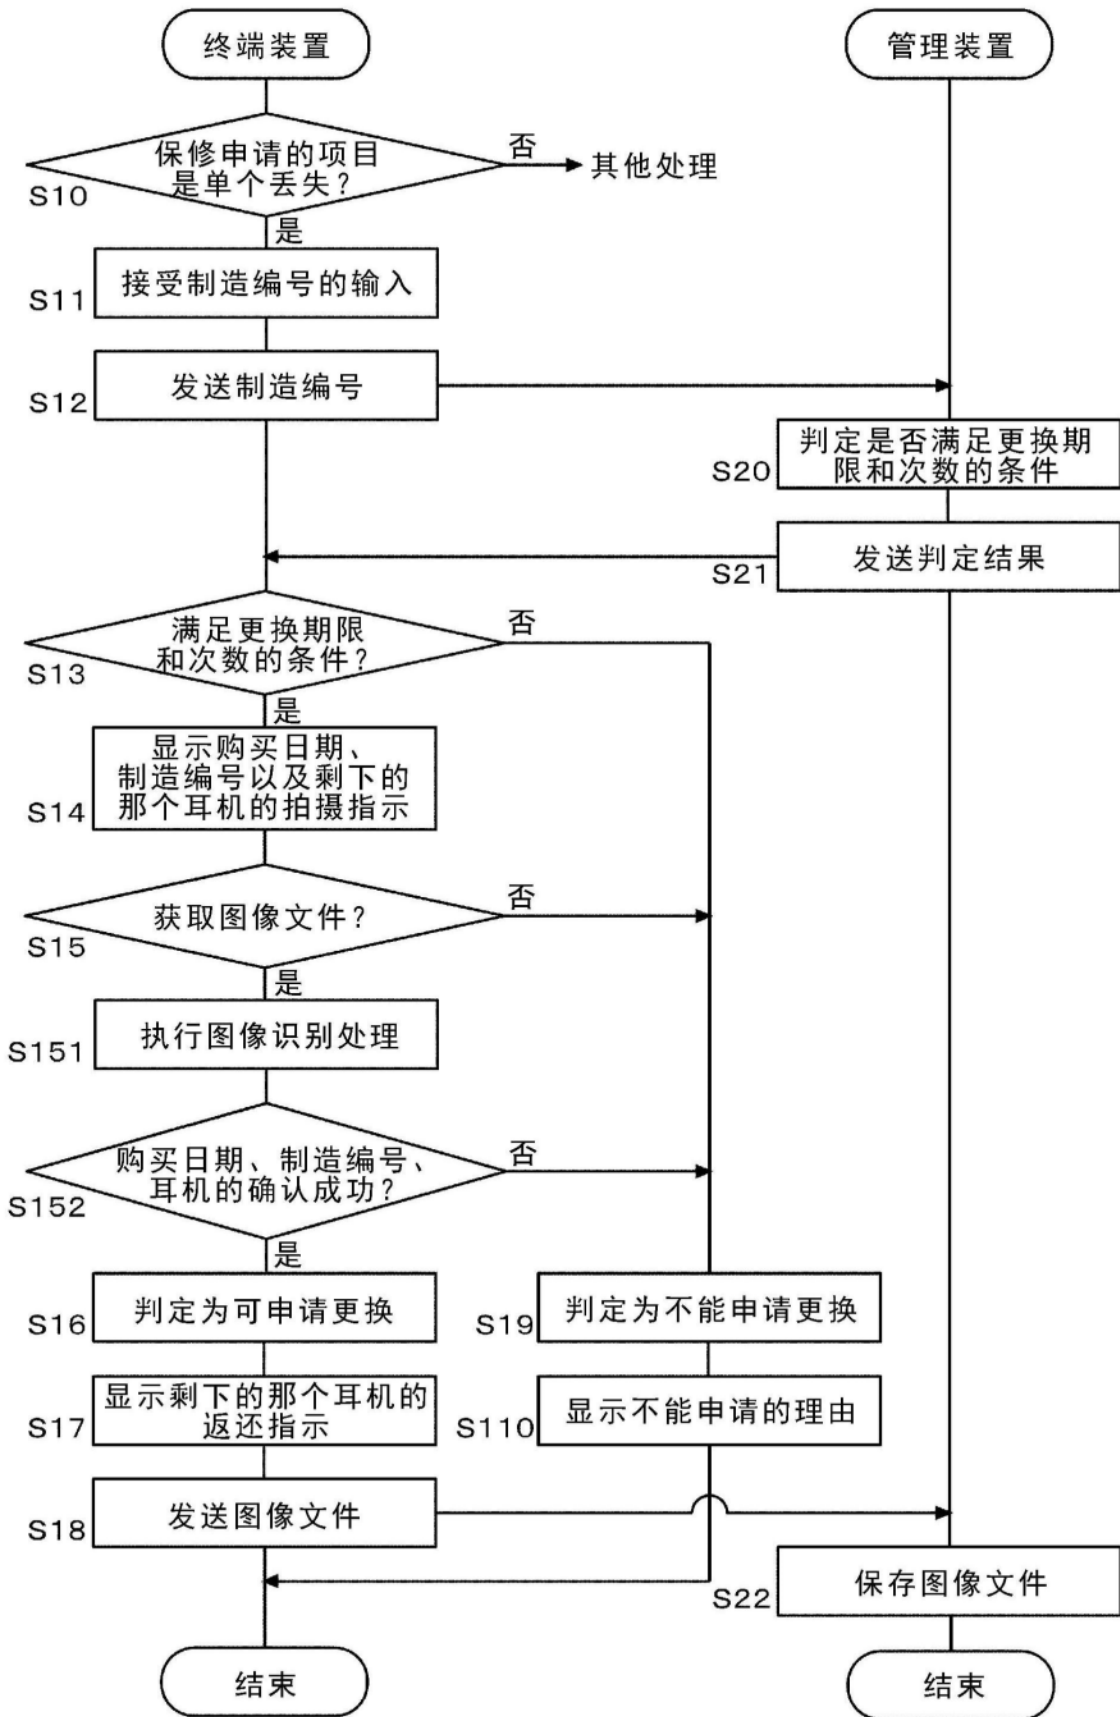 终端装置
管理装置
保修申请的项目
是单个丢失？
否
其他处理
S10
是
接受制造编号的输入
S11
发送制造编号
S12
判定是否满足更换期
限和次数的条件
S20
发送判定结果
S21
满足更换期限
和次数的条件？
否
S13
是
显示购买日期、
制造编号以及剩下的
那个耳机的拍摄指示
S14
获取图像文件？
否
S15
是
执行图像识别处理
S151
购买日期、制造编号、
耳机的确认成功？
否
S152
是
判定为可申请更换
S16
判定为不能申请更换
S19
显示剩下的那个耳机的
返还指示
S17
显示不能申请的理由
S110
发送图像文件
S18
保存图像文件
S22
结束
结束